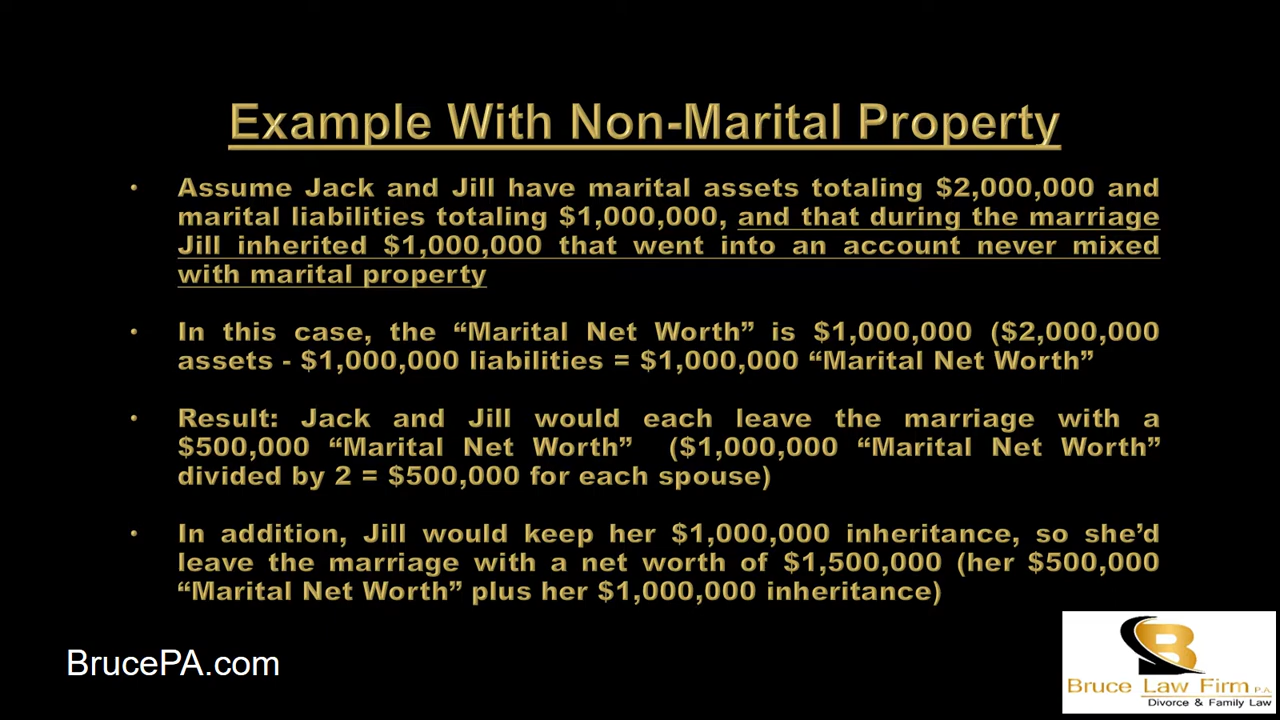 Example With Non-Marital Property
• Assume Jack and Jill have marital assets totaling $2,000,000 and
marital liabilities totaling $1,000,000, and that during the marriage
Jill inherited $1,000,000 that went into an account never mixed
with marital property
• In this case, the “Marital Net Worth” is $1,000,000 ($2,000,000
assets - $1,000,000 liabilities = $1,000,000 “Marital Net Worth”
• Result: Jack and Jill would each leave the marriage with a
$500,000 “Marital Net Worth” ($1,000,000 “Marital Net Worth”
divided by 2 = $500,000 for each spouse)
• In addition, Jill would keep her $1,000,000 inheritance, so she’d
leave the marriage with a net worth of $1,500,000 (her $500,000
“Marital Net Worth” plus her $1,000,000 inheritance)
BrucePA.com
B
Bruce Law Firm P.A.
Divorce & Family Law